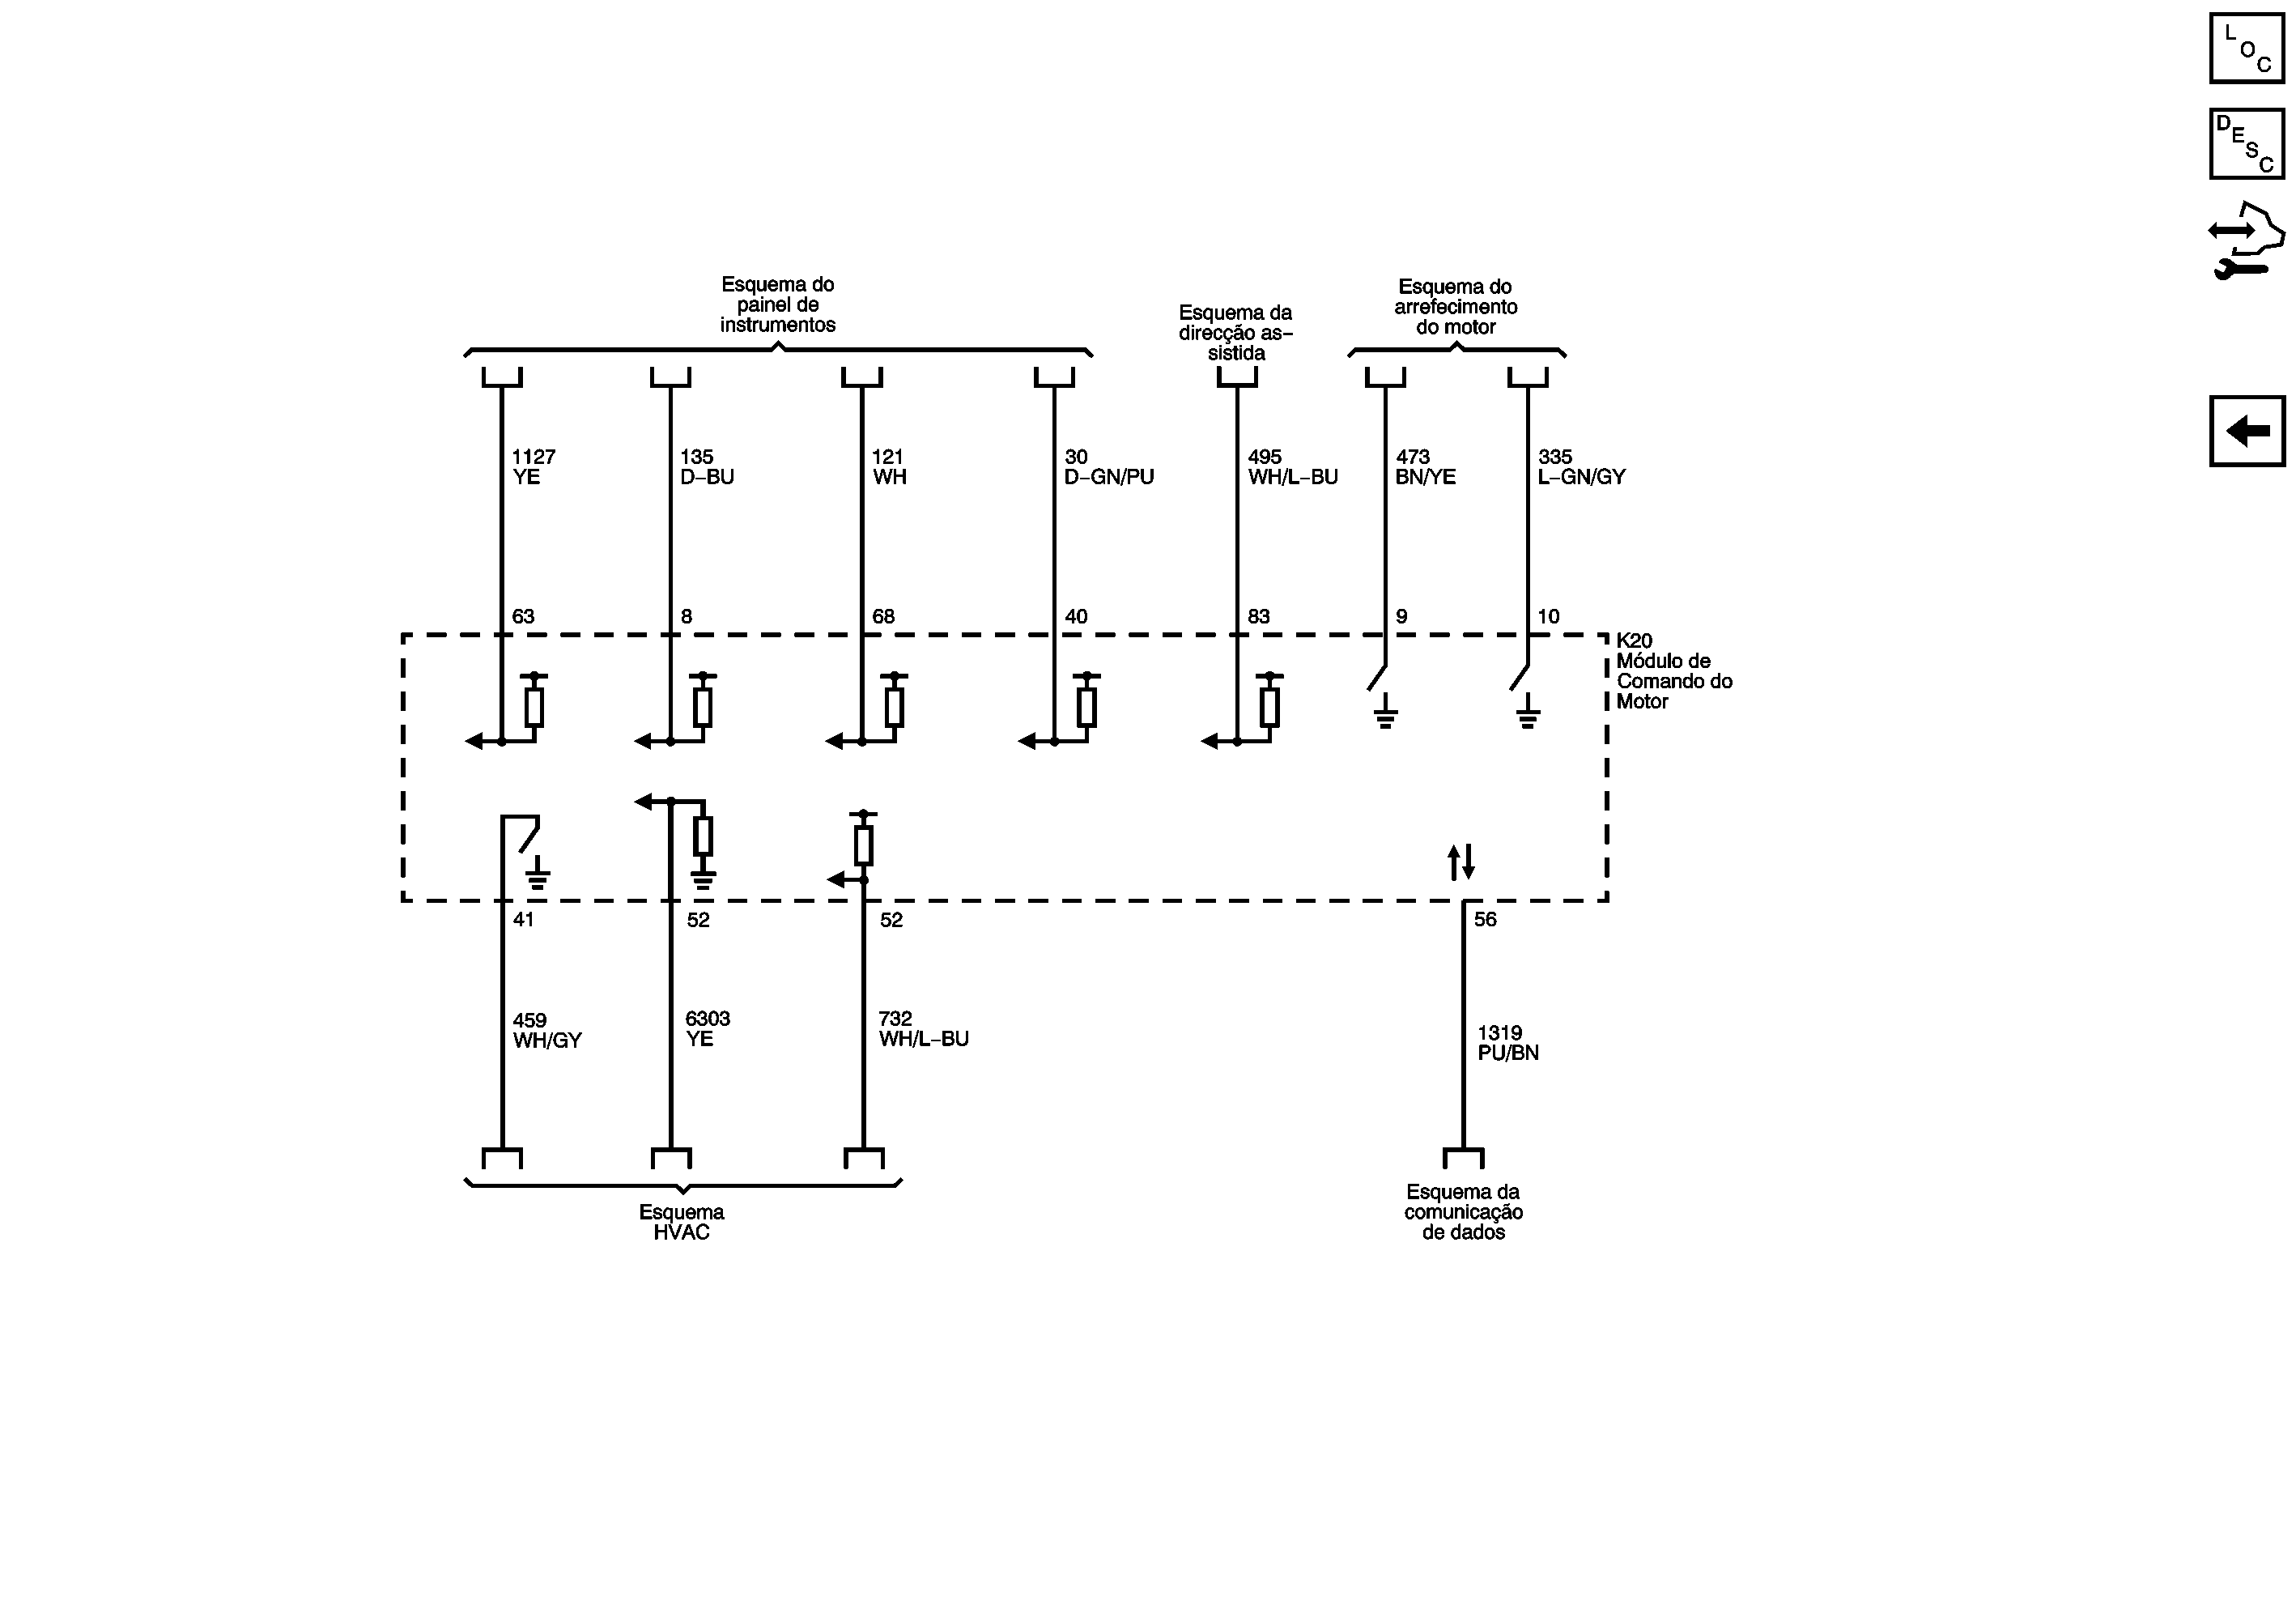 L
O
C
D
E
S
C
Esquema do
painel de
instrumentos
Esquema da
direcção as–
sistida
Esquema do
arrefecimento
do motor
1127
YE
135
D–BU
121
WH
30
D–GN/PU
495
WH/L–BU
473
BN/YE
335
L–GN/GY
63
8
68
40
83
9
10
K20
Módulo de
Comando do
Motor
41
52
52
56
459
WH/GY
6303
YE
732
WH/L–BU
1319
PU/BN
Esquema
HVAC
Esquema da
comunicação
de dados